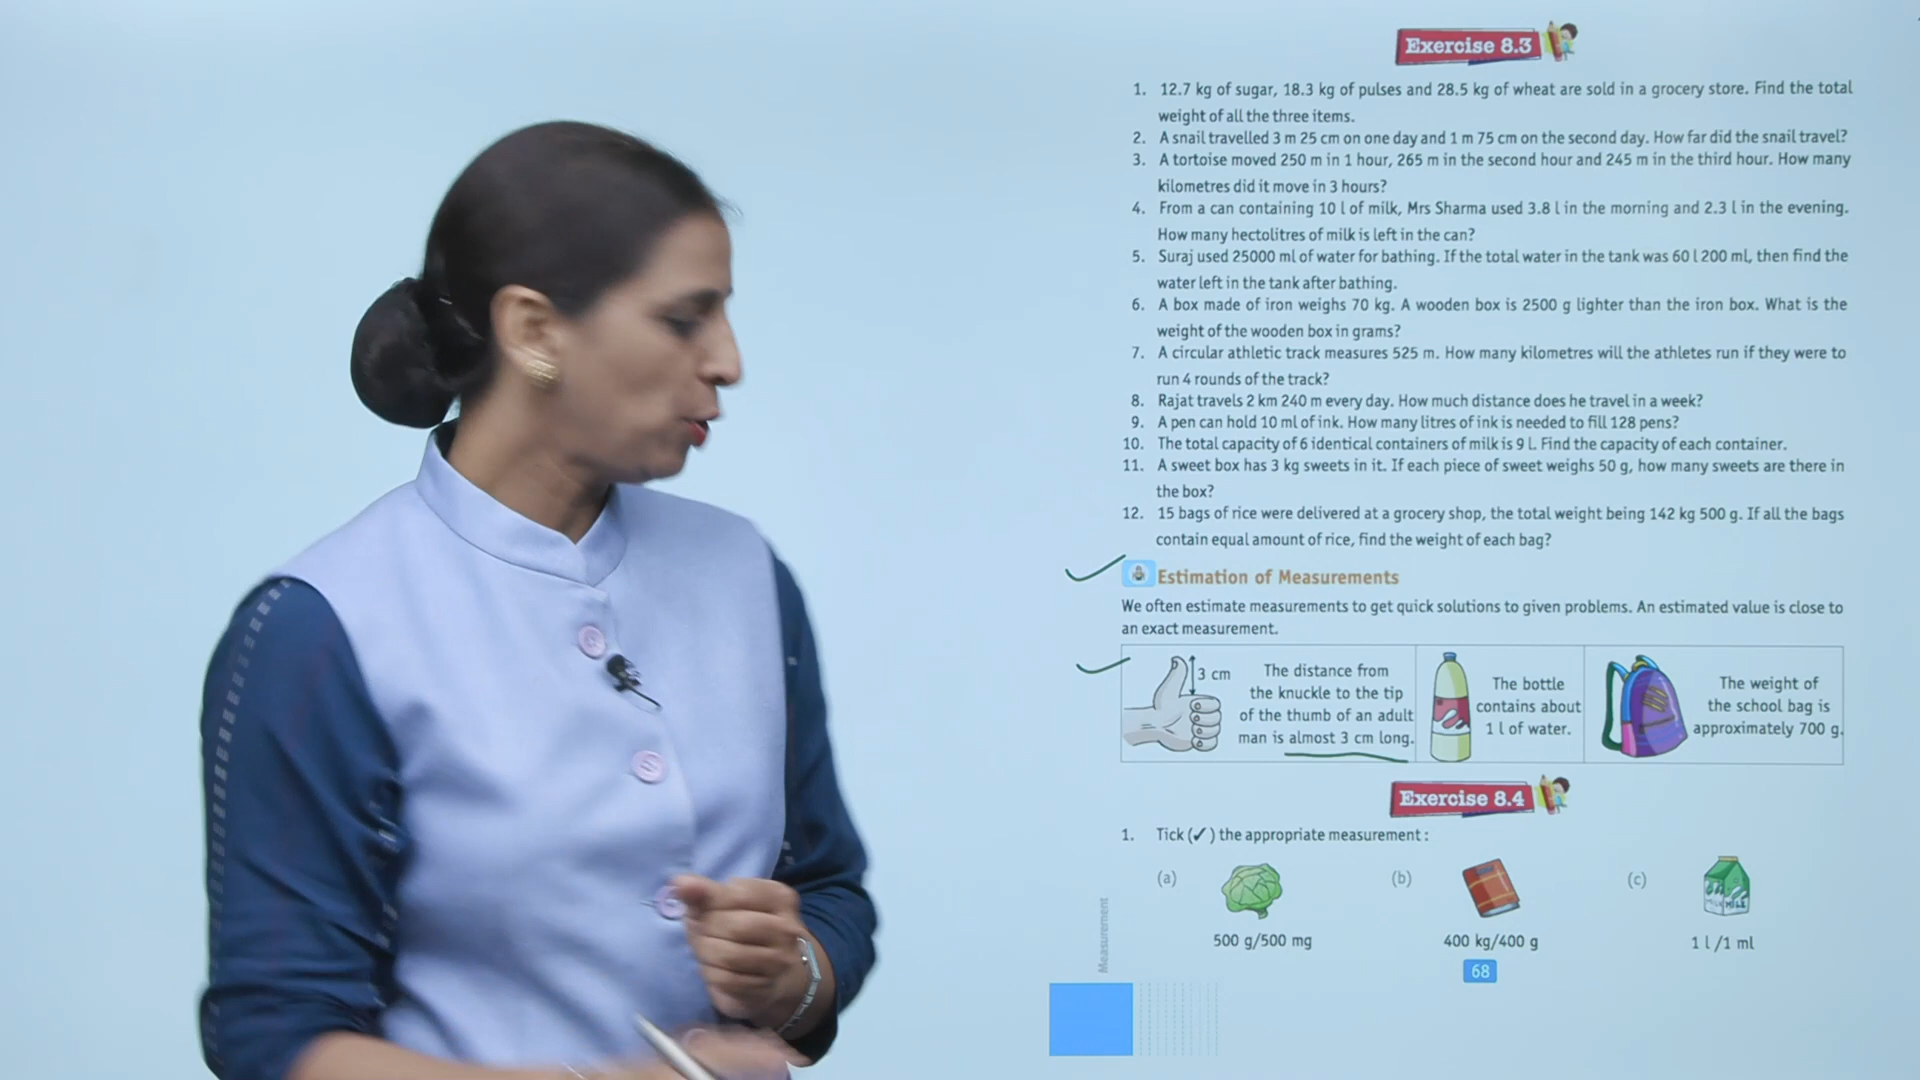 Exercise 8.3
1. 12.7 kg of sugar, 18.3 kg of pulses and 28.5 kg of wheat are sold in a grocery store. Find the total
weight of all the three items.
2. A snail travelled 3 m 25 cm on one day and 1 m 75 cm on the second day. How far did the snail travel?
3. A tortoise moved 250 m in 1 hour, 265 m in the second hour and 245 m in the third hour. How many
kilometres did it move in 3 hours?
4. From a can containing 10 l of milk, Mrs Sharma used 3.8 l in the morning and 2.3 l in the evening.
How many hectolitres of milk is left in the can?
5. Suraj used 25000 ml of water for bathing. If the total water in the tank was 60 l 200 ml, then find the
water left in the tank after bathing.
6. A box made of iron weighs 70 kg. A wooden box is 2500 g lighter than the iron box. What is the
weight of the wooden box in grams?
7. A circular athletic track measures 525 m. How many kilometres will the athletes run if they were to
run 4 rounds of the track?
8. Rajat travels 2 km 240 m every day. How much distance does he travel in a week?
9. A pen can hold 10 ml of ink. How many litres of ink is needed to fill 128 pens?
10. The total capacity of 6 identical containers of milk is 9 l. Find the capacity of each container.
11. A sweet box has 3 kg sweets in it. If each piece of sweet weighs 50 g, how many sweets are there in
the box?
12. 15 bags of rice were delivered at a grocery shop, the total weight being 142 kg 500 g. If all the bags
contain equal amount of rice, find the weight of each bag?
Estimation of Measurements
We often estimate measurements to get quick solutions to given problems. An estimated value is close to
an exact measurement.
3 cm
The distance from
the knuckle to the tip
of the thumb of an adult
man is almost 3 cm long.
The bottle
contains about
1 l of water.
The weight of
the school bag is
approximately 700 g.
Exercise 8.4
1. Tick (✓) the appropriate measurement :
(a) (b) (c)
MILK
500 g/500 mg 400 kg/400 g 1 l /1 ml
Measurement
68